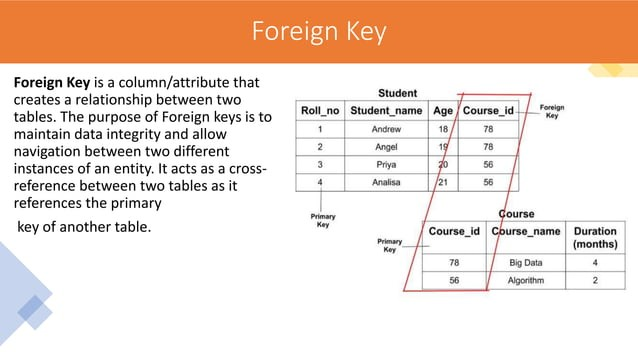 Foreign Key
Foreign Key is a column/attribute that
creates a relationship between two
tables. The purpose of Foreign keys is to
maintain data integrity and allow
navigation between two different
instances of an entity. It acts as a cross-
reference between two tables as it
references the primary
key of another table.
Student
Roll_no Student_name Age Course_id
Foreign
Key
1 Andrew 18 78
2 Angel 19 78
3 Priya 20 56
4 Analisa 21 56
Primary
Key
Course
Primary
Key
Course_id Course_name Duration
(months)
78 Big Data 4
56 Algorithm 2